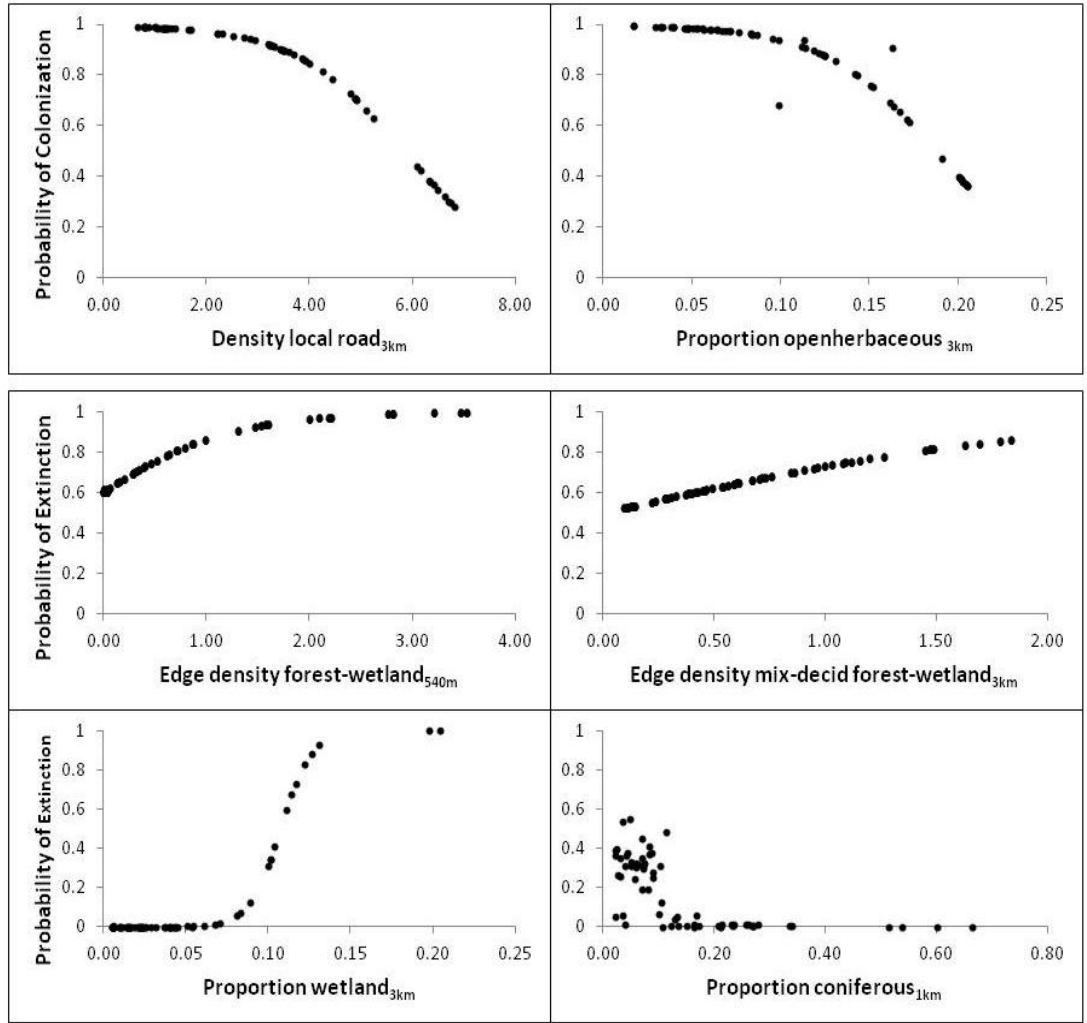 Probability of Colonization
1
0.8
0.6
0.4
0.2
0
0.00 2.00 4.00 6.00 8.00
Density local road3km
1
0.8
0.6
0.4
0.2
0
0.00 0.05 0.10 0.15 0.20 0.25
Proportion openherbaceous 3km
Probability of Extinction
1
0.8
0.6
0.4
0.2
0
0.00 1.00 2.00 3.00 4.00
Edge density forest-wetland540m
1
0.8
0.6
0.4
0.2
0
0.00 0.50 1.00 1.50 2.00
Edge density mix-decid forest-wetland3km
Probability of Extinction
1
0.8
0.6
0.4
0.2
0
0.00 0.05 0.10 0.15 0.20 0.25
Proportion wetland3km
1
0.8
0.6
0.4
0.2
0
0.00 0.20 0.40 0.60 0.80
Proportion coniferous1km